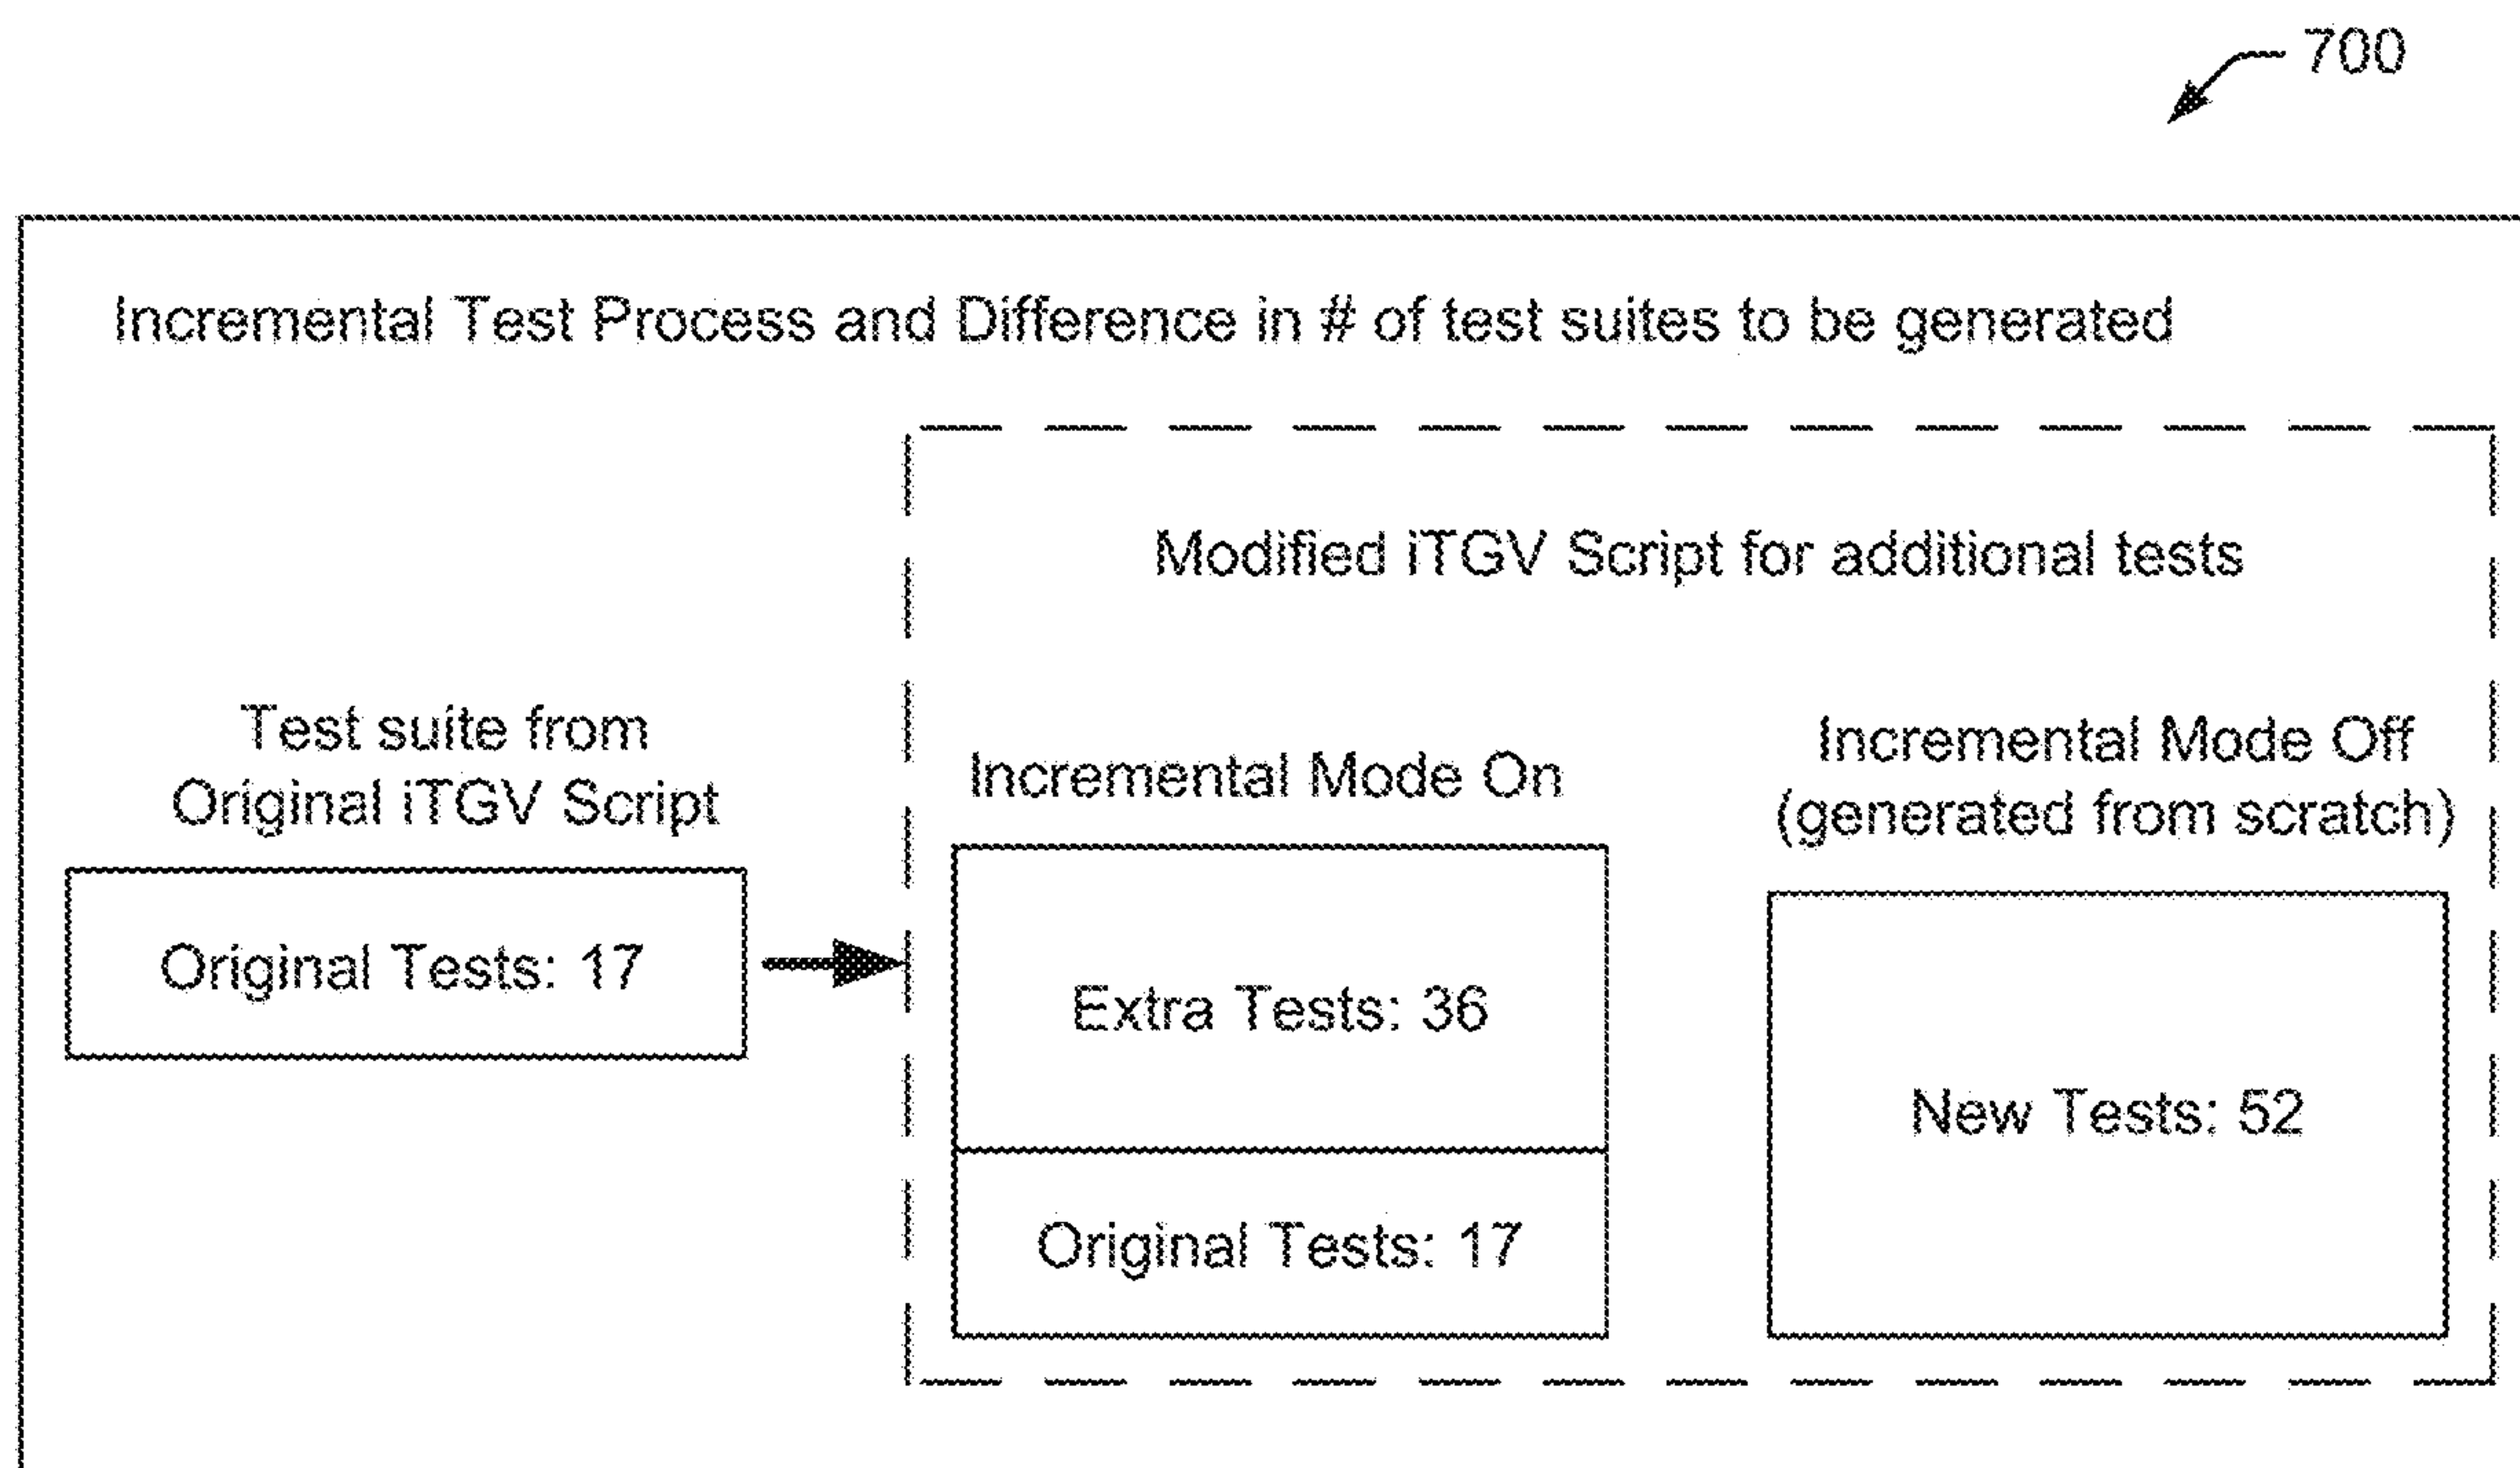 700
Incremental Test Process and Difference in # of test suites to be generated
Modified iTGV Script for additional tests
Test suite from
Original iTGV Script
Original Tests: 17
Incremental Mode On
Extra Tests: 36
Original Tests: 17
Incremental Mode Off
(generated from scratch)
New Tests: 52